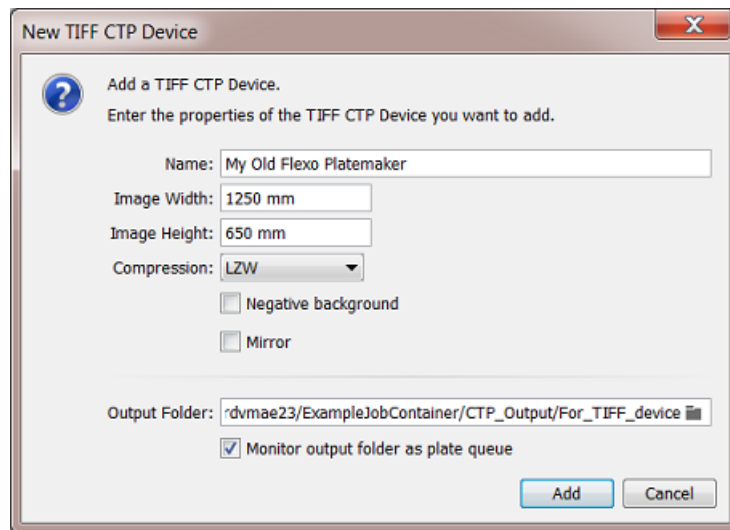 New TIFF CTP Device
Add a TIFF CTP Device.
Enter the properties of the TIFF CTP Device you want to add.
Name: My Old Flexo Platemaker
Image Width: 1250 mm
Image Height: 650 mm
Compression: LZW
Negative background
Mirror
Output Folder: rdvmae23/ExampleJobContainer/CTP_Output/For_TIFF_device
Monitor output folder as plate queue
Add Cancel